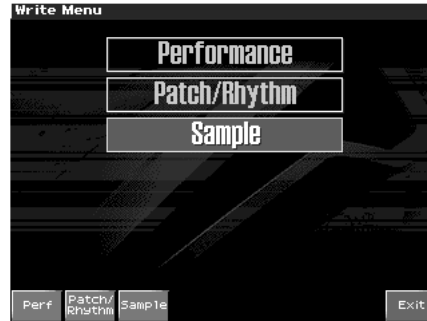 Write Menu
Performance
Patch/Rhythm
Sample
Perf
Patch/
Rhythm
Sample
Exit